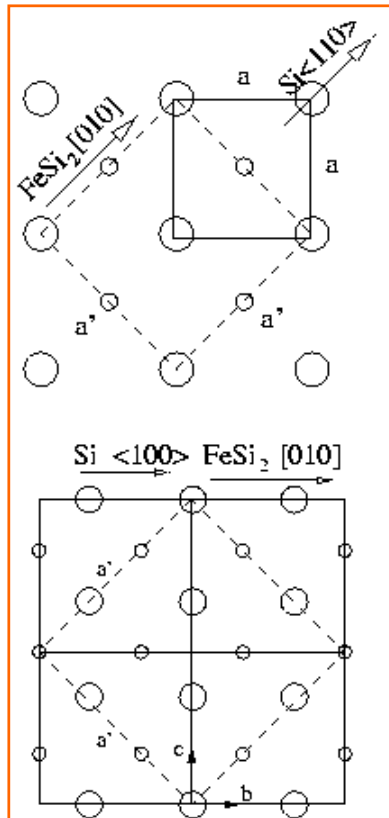 a
Si<110>
FeSi₂[010]
a
a'
a'
Si <100> FeSi₂ [010]
a'
a'
c
b